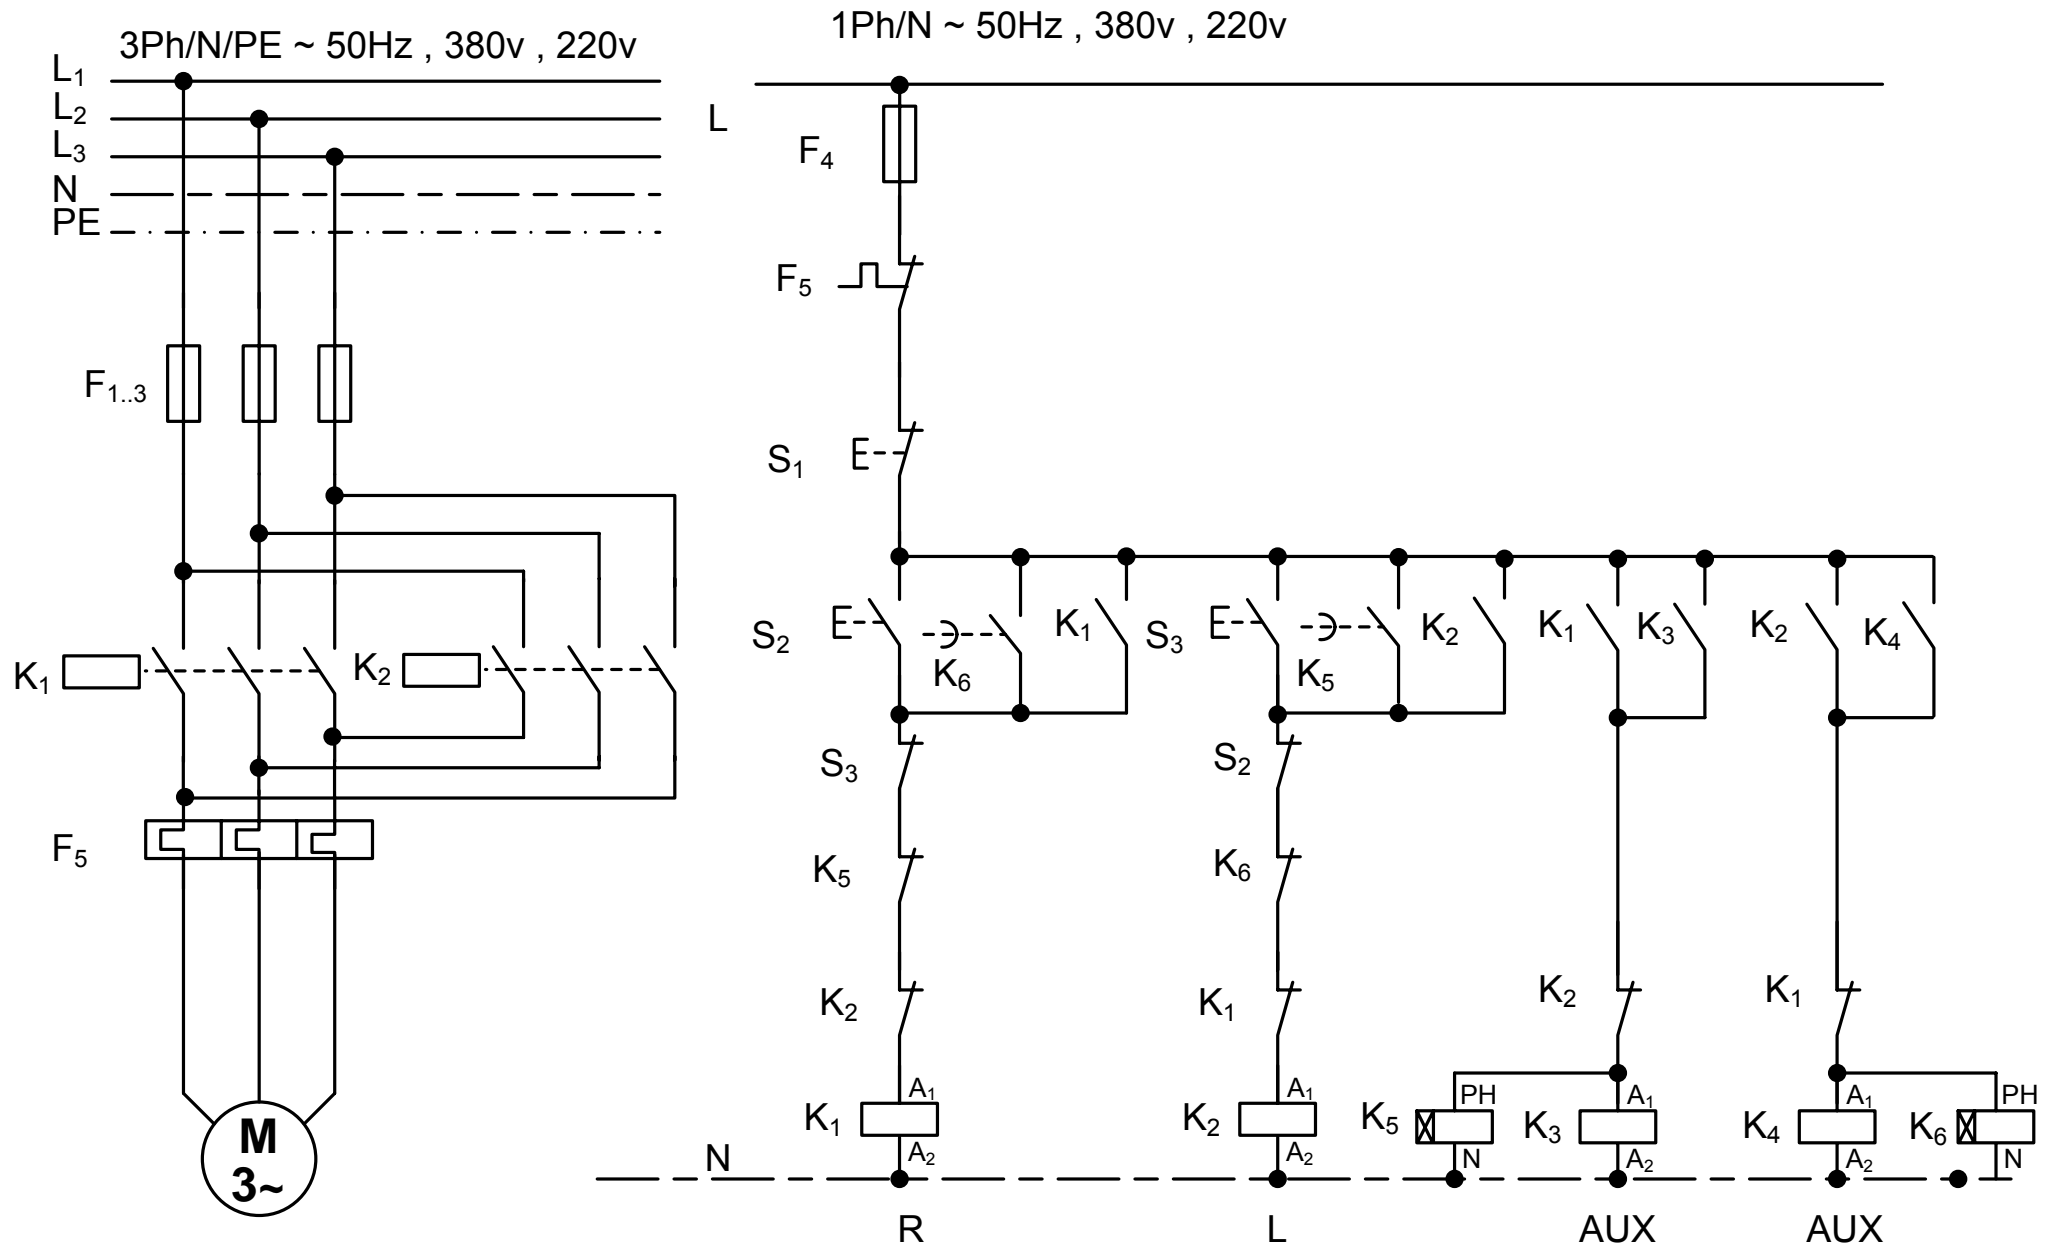 3Ph/N/PE ~ 50Hz , 380v , 220v
1Ph/N ~ 50Hz , 380v , 220v
L1
L2
L3
N
PE
L
F4
F5
F1..3
S1
S2
K6
K1
S3
K5
K2
K1
K3
K2
K4
K1
K2
S3
S2
F5
K5
K6
K2
K1
K2
K1
M
3~
K1
A1
A2
K2
A1
A2
K5
PH
N
K3
A1
A2
K4
A1
A2
K6
PH
N
N
R
L
AUX
AUX